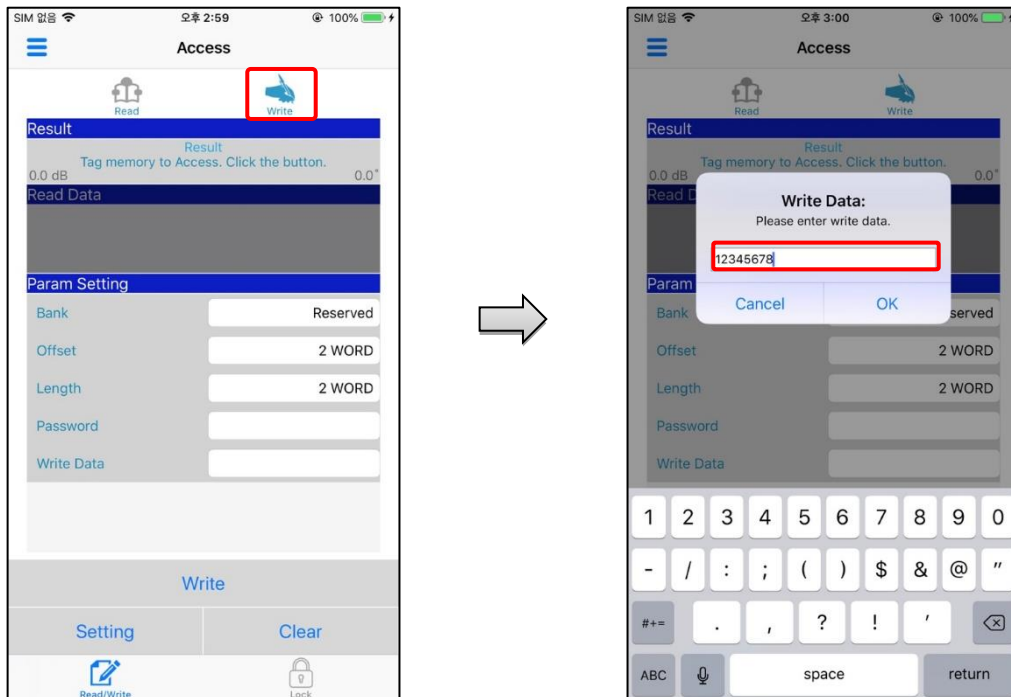 SIM 없음 오후 2:59 100%
Access
Read Write
Result
Result
Tag memory to Access. Click the button.
0.0 dB 0.0°
Read Data
Param Setting
Bank Reserved
Offset 2 WORD
Length 2 WORD
Password
Write Data
Write
Setting Clear
Read/Write Lock
SIM 없음 오후 3:00 100%
Access
Read Write
Result
Result
Tag memory to Access. Click the button.
0.0 dB 0.0°
Read D
Write Data:
Please enter write data.
12345678
Cancel OK
Param
Bank served
Offset 2 WORD
Length 2 WORD
Password
Write Data
1 2 3 4 5 6 7 8 9 0
- / : ; ( ) $ & @ "
#+= . , ? ! '
ABC space return